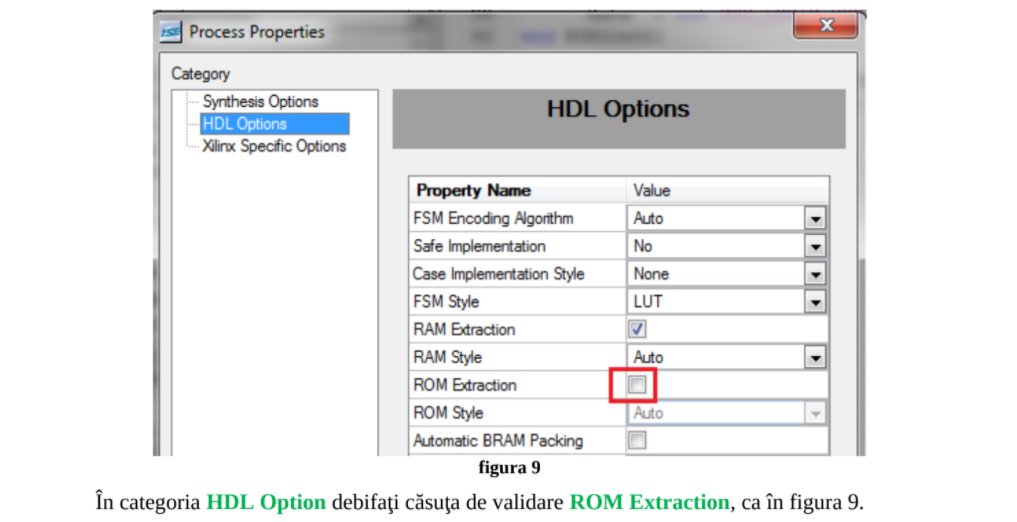 ISE Process Properties
Category
Synthesis Options
HDL Options
Xilinx Specific Options
HDL Options
Property Name Value
FSM Encoding Algorithm Auto
Safe Implementation No
Case Implementation Style None
FSM Style LUT
RAM Extraction
RAM Style Auto
ROM Extraction
ROM Style Auto
Automatic BRAM Packing
figura 9
În categoria HDL Option debifaţi căsuţa de validare ROM Extraction, ca în figura 9.